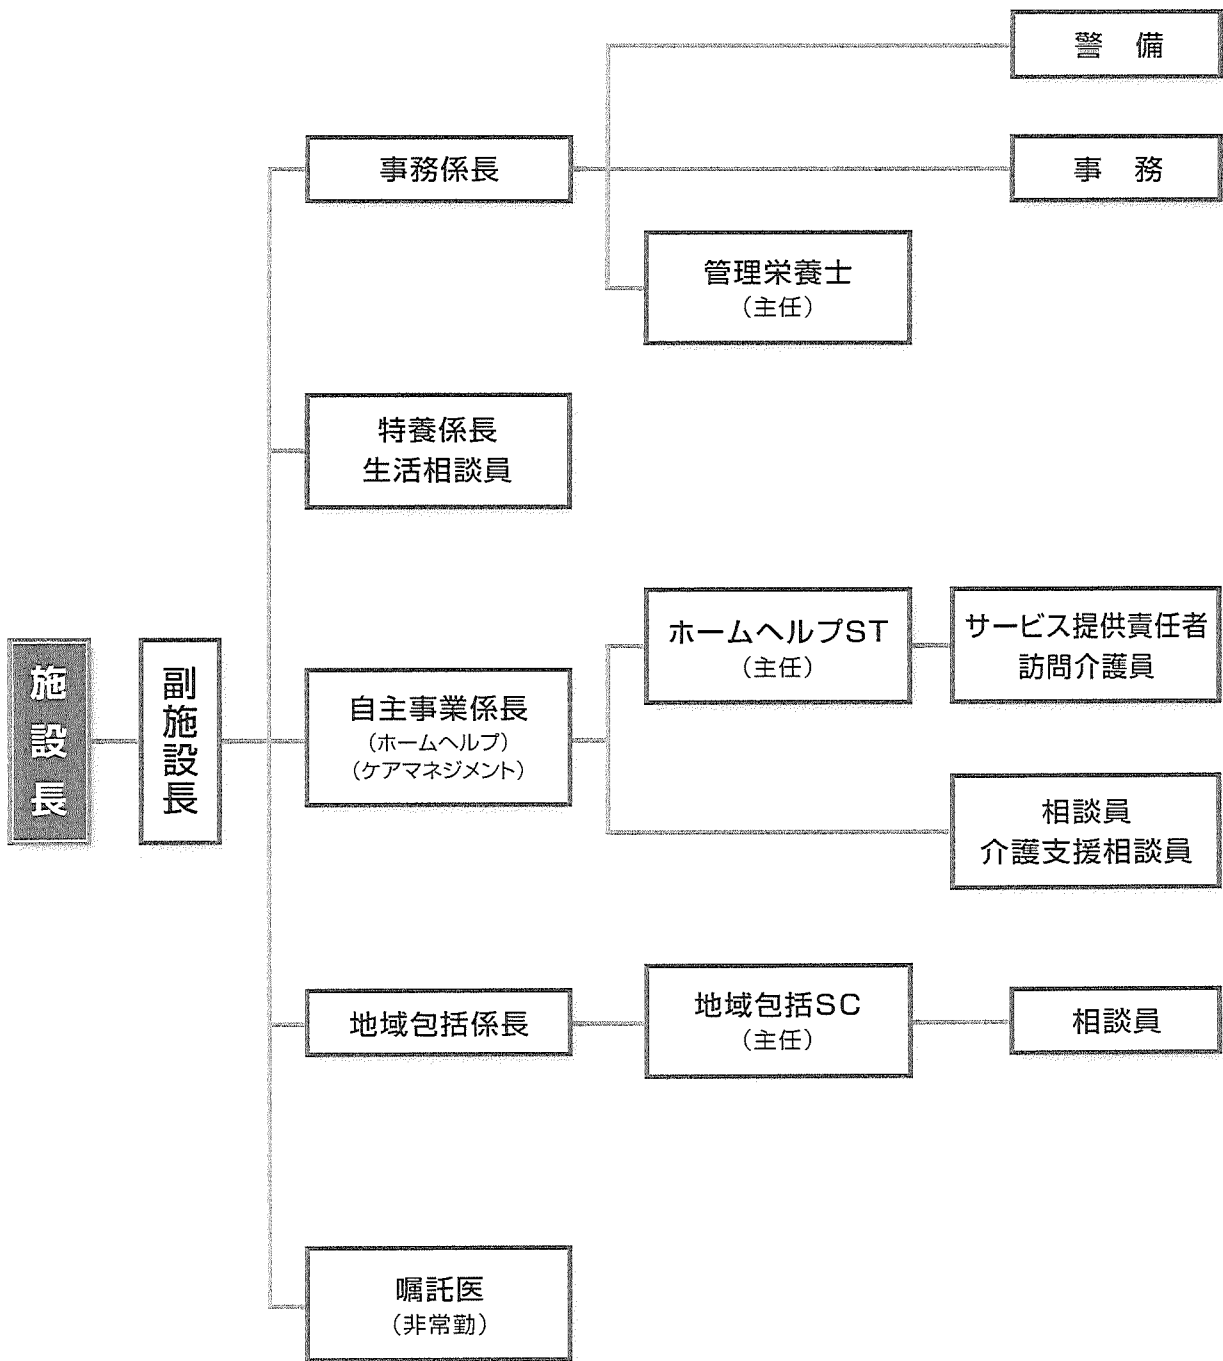 施設長
副施設長
事務係長
警　備
事　務
管理栄養士
（主任）
特養係長
生活相談員
自主事業係長
（ホームヘルプ）
（ケアマネジメント）
ホームヘルプST
（主任）
サービス提供責任者
訪問介護員
相談員
介護支援相談員
地域包括係長
地域包括SC
（主任）
相談員
嘱託医
（非常勤）